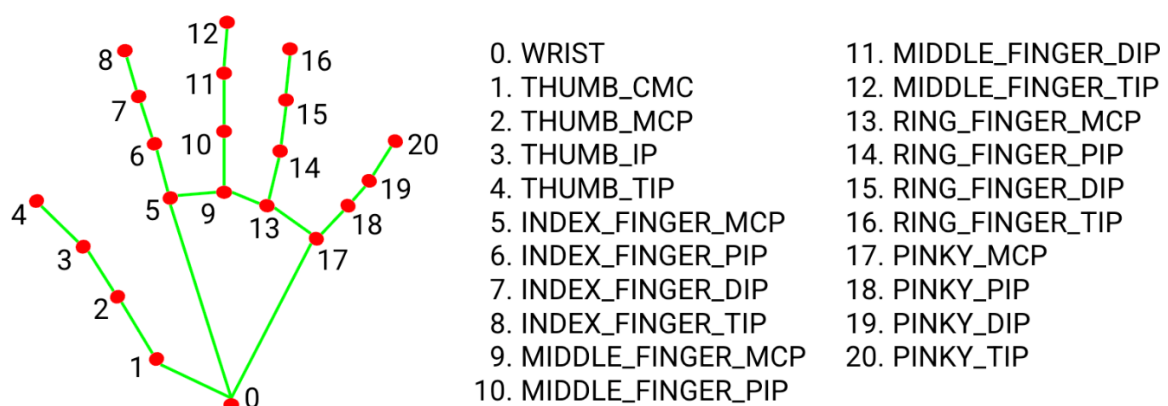 12
8
16
11
7
15
10
6
20
14
19
4
5
9
18
13
3
17
2
1
0
0. WRIST
1. THUMB_CMC
2. THUMB_MCP
3. THUMB_IP
4. THUMB_TIP
5. INDEX_FINGER_MCP
6. INDEX_FINGER_PIP
7. INDEX_FINGER_DIP
8. INDEX_FINGER_TIP
9. MIDDLE_FINGER_MCP
10. MIDDLE_FINGER_PIP
11. MIDDLE_FINGER_DIP
12. MIDDLE_FINGER_TIP
13. RING_FINGER_MCP
14. RING_FINGER_PIP
15. RING_FINGER_DIP
16. RING_FINGER_TIP
17. PINKY_MCP
18. PINKY_PIP
19. PINKY_DIP
20. PINKY_TIP